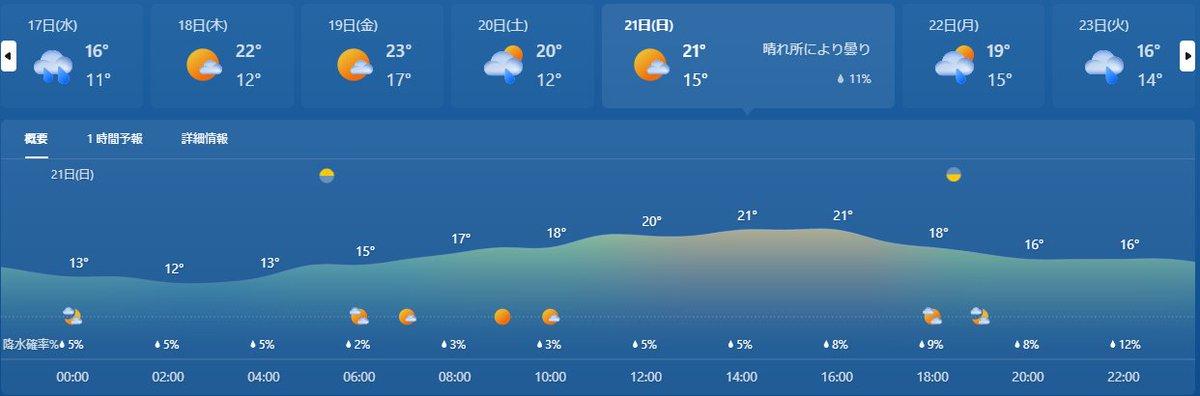 17日(水) 18日(木) 19日(金) 20日(土) 21日(日) 22日(月) 23日(火)
16° 22° 23° 20° 21° 晴れ所により曇り 19° 16°
11° 12° 17° 12° 15° 11% 15° 14°
概要 1 時間予報 詳細情報
21日(日)
13° 12° 13° 15° 17° 18° 20° 21° 21° 18° 16° 16°
降水確率% 5% 5% 5% 2% 3% 3% 5% 5% 8% 9% 8% 12%
00:00 02:00 04:00 06:00 08:00 10:00 12:00 14:00 16:00 18:00 20:00 22:00